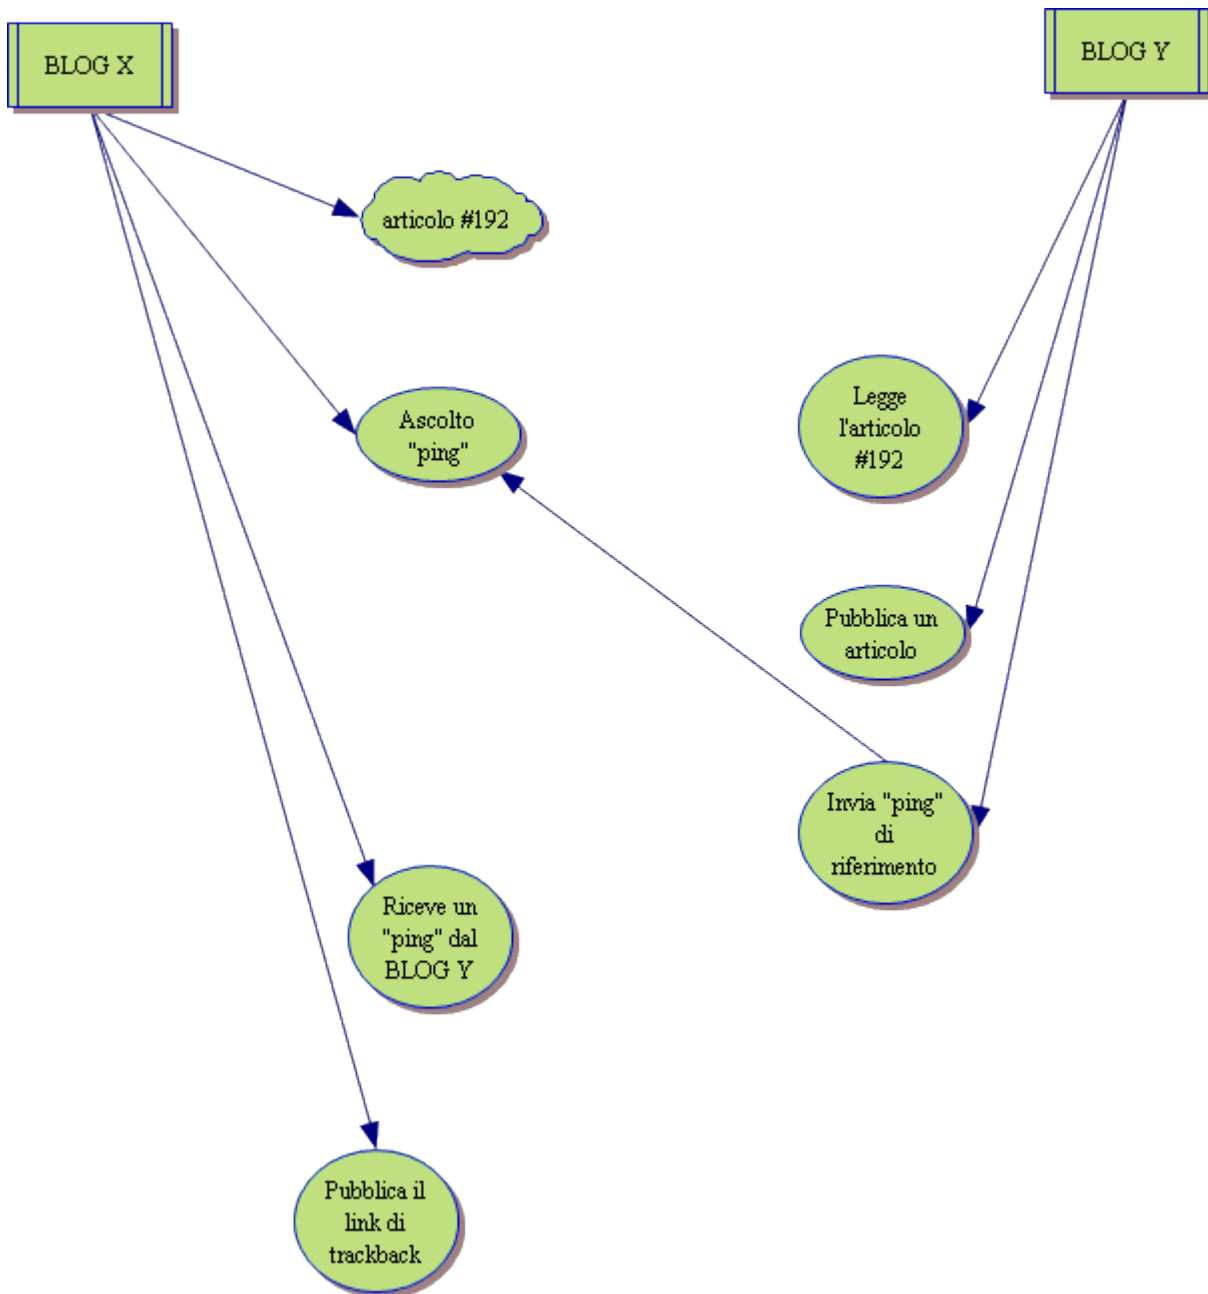 BLOG X
BLOG Y
articolo #192
Ascolto
"ping"
Legge
l'articolo
#192
Pubblica un
articolo
Invia "ping"
di
riferimento
Riceve un
"ping" dal
BLOG Y
Pubblica il
link di
trackback